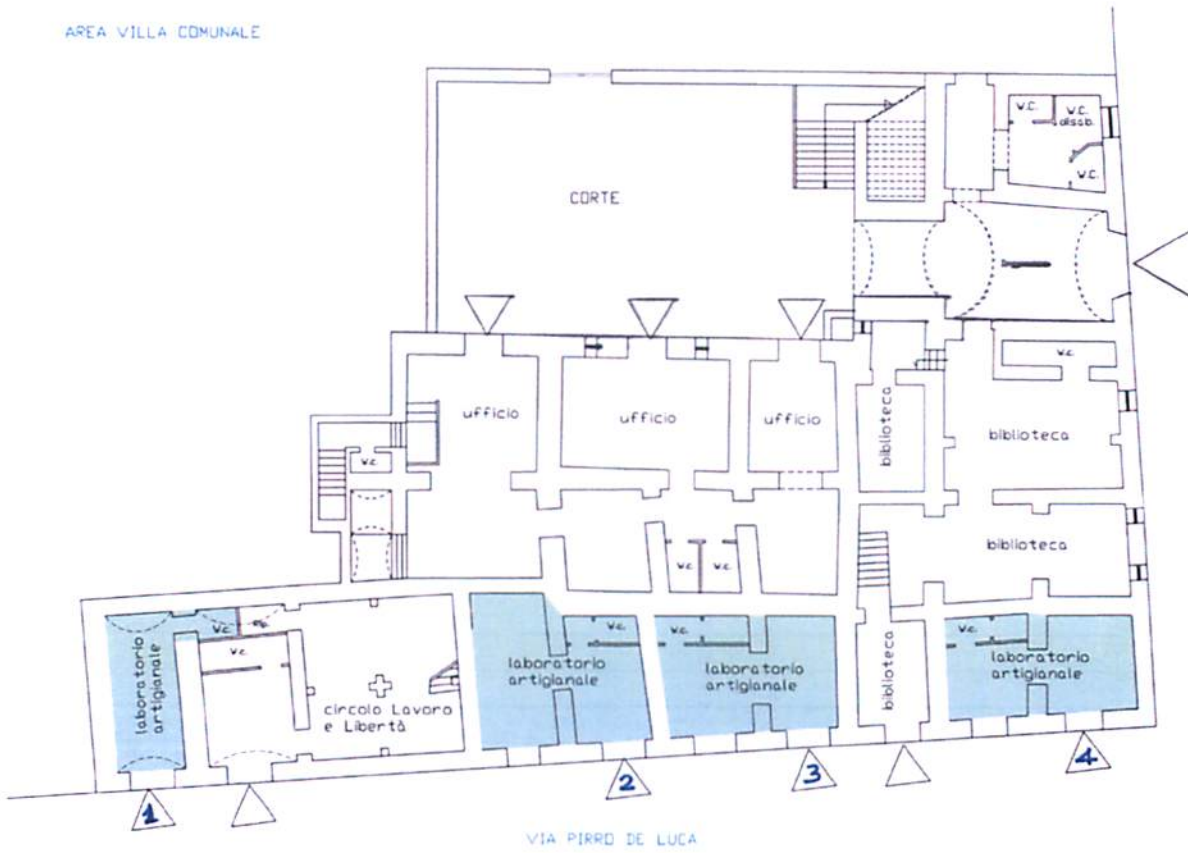 AREA VILLA COMUNALE
W.C.
W.C.
disab.
W.C.
CORTE
w.c.
ufficio
ufficio
ufficio
biblioteca
biblioteca
w.c.
biblioteca
w.c.
w.c.
w.c.
w.c.
w.c.
w.c.
w.c.
w.c.
laboratorio
artigianale
circolo Lavoro
e Libertà
laboratorio
artigianale
laboratorio
artigianale
biblioteca
laboratorio
artigianale
1
2
3
4
VIA PIRRO DE LUCA